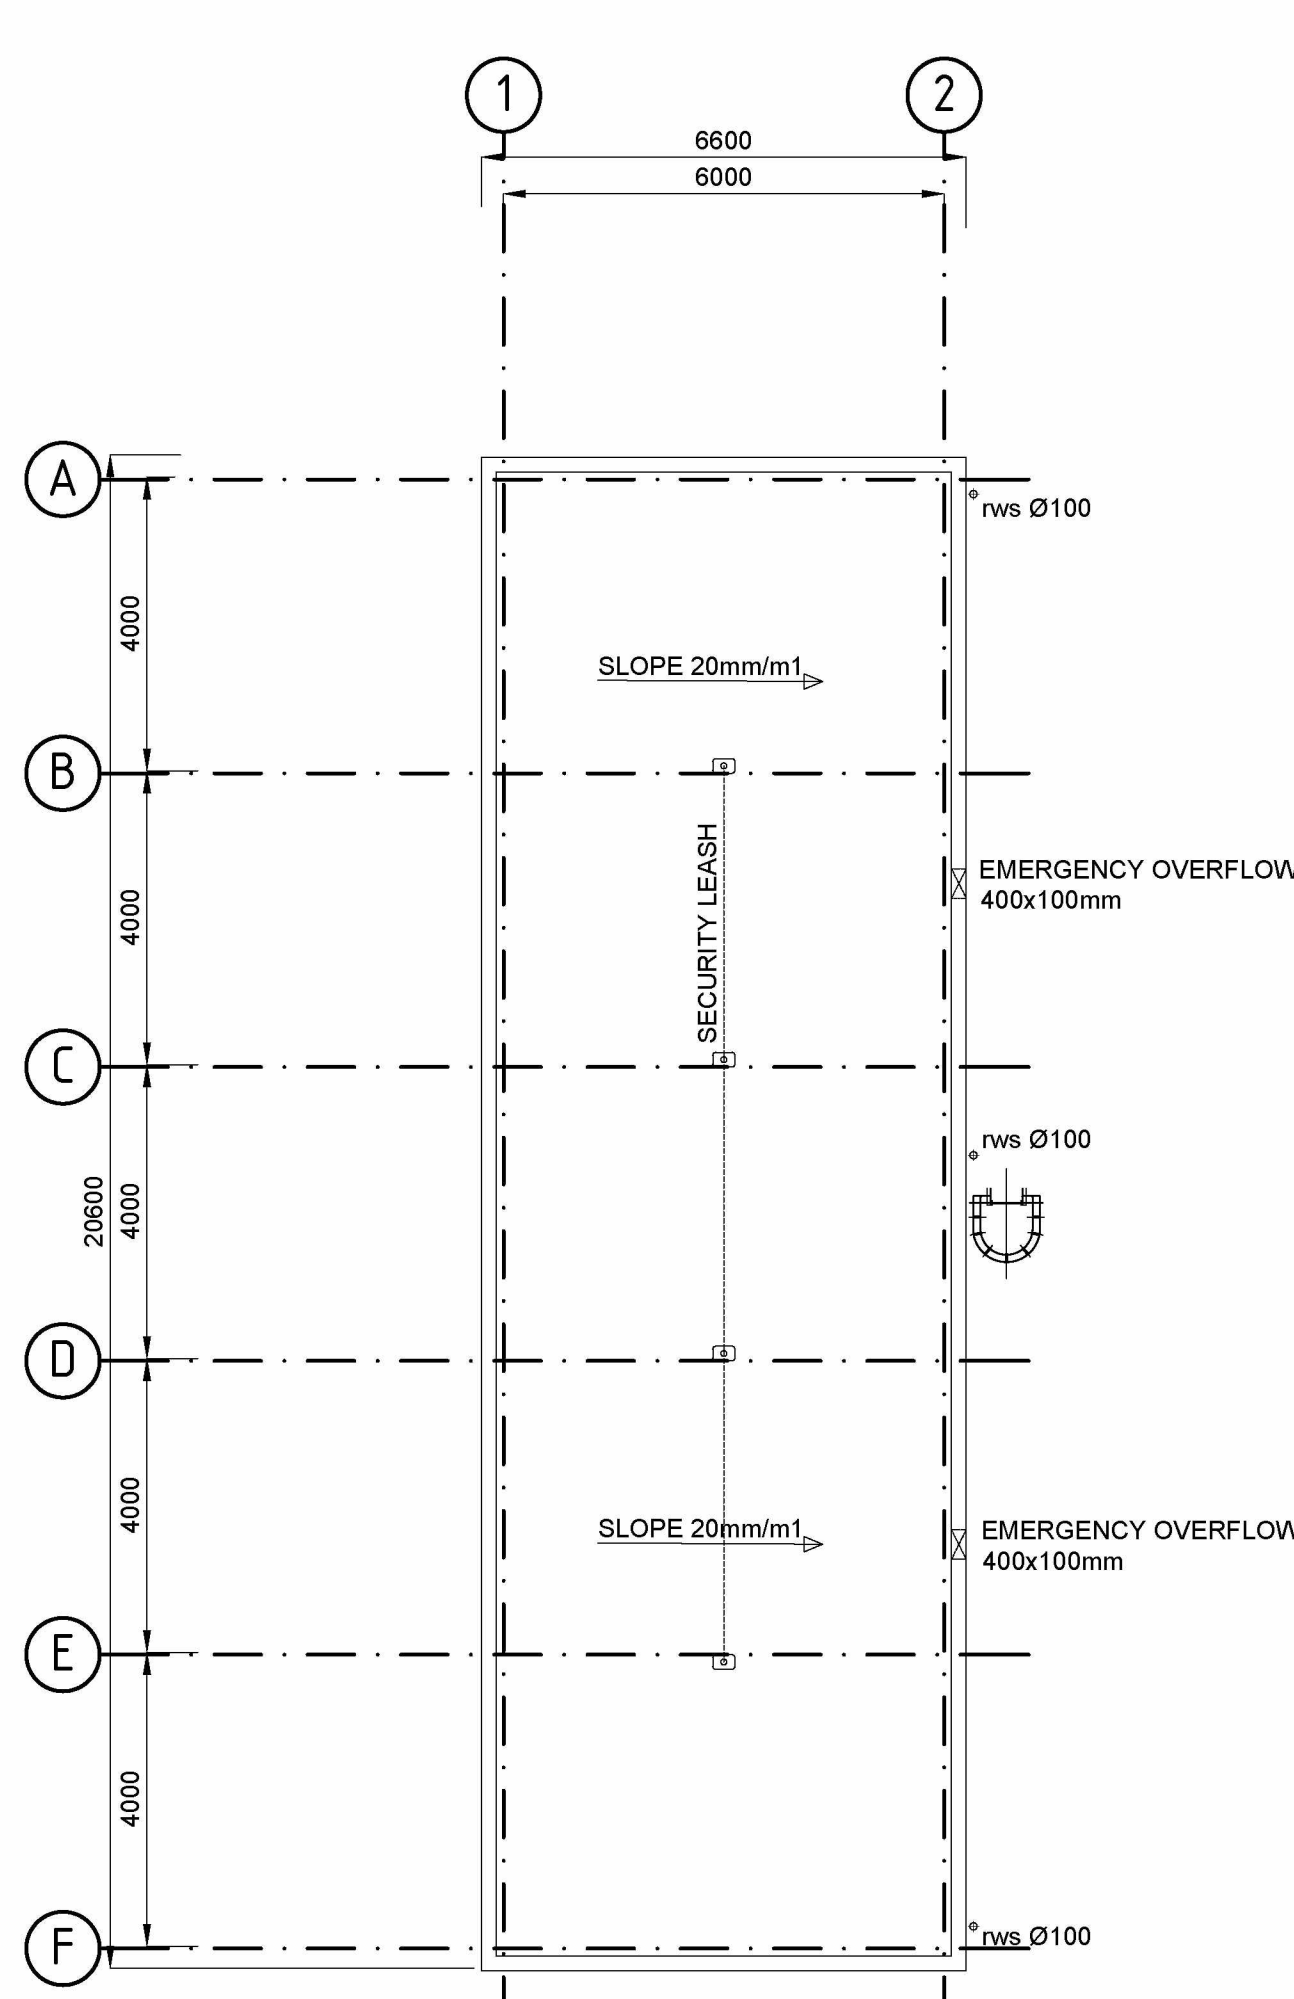 1 2
6600
6000
A
rws Ø100
4000
SLOPE 20mm/m1
B
SECURITY LEASH
EMERGENCY OVERFLOW
400x100mm
4000
C
rws Ø100
20600
4000
D
4000
SLOPE 20mm/m1
EMERGENCY OVERFLOW
400x100mm
E
4000
F
rws Ø100